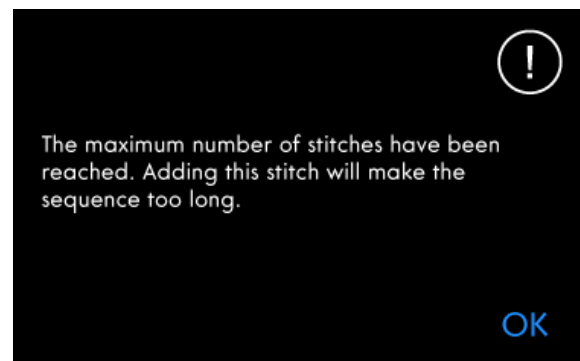 !
The maximum number of stitches have been
reached. Adding this stitch will make the
sequence too long.
OK